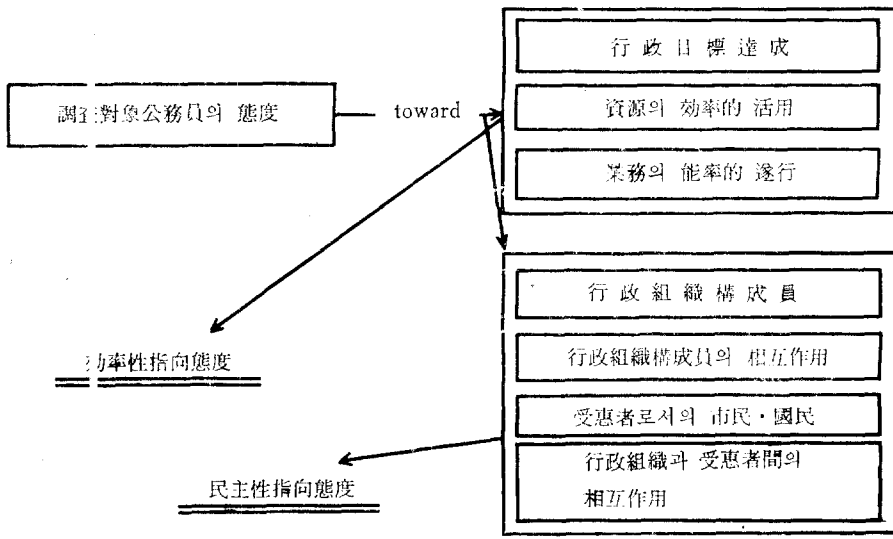 行政目標達成
調査對象公務員의 態度
toward
資源의 効率的 活用
業務의 能率的 遂行
行政組織構成員
行政組織構成員의 相互作用
効率性指向態度
受惠者로서의 市民·國民
行政組織과 受惠者間의
相互作用
民主性指向態度